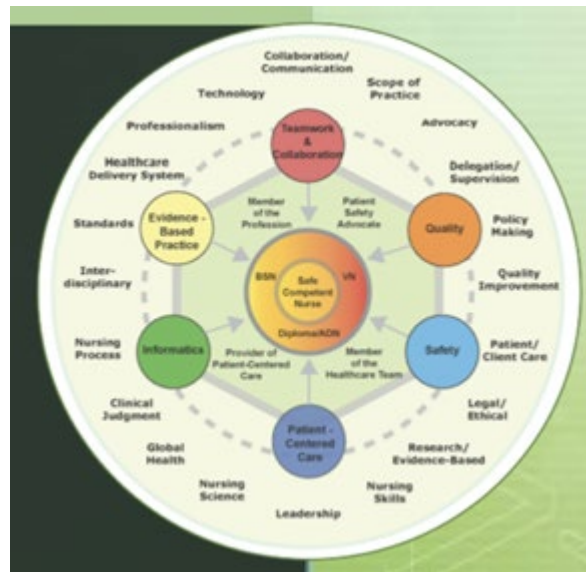 Collaboration/
Communication
Scope of
Practice
Technology
Advocacy
Professionalism
Teamwork
&
Collaboration
Healthcare
Delivery System
Delegation/
Supervision
Member
of the
Profession
Patient
Safety
Advocate
Standards
Evidence -
Based
Practice
Quality
Policy
Making
Inter-
disciplinary
BSN
VN
Safe
Competent
Nurse
Quality
Improvement
Diploma/ADN
Nursing
Process
Informatics
Provider of
Patient-Centered
Care
Member
of the
Healthcare Team
Safety
Patient/
Client Care
Clinical
Judgment
Legal/
Ethical
Global
Health
Patient -
Centered
Care
Research/
Evidence-Based
Nursing
Science
Nursing
Skills
Leadership